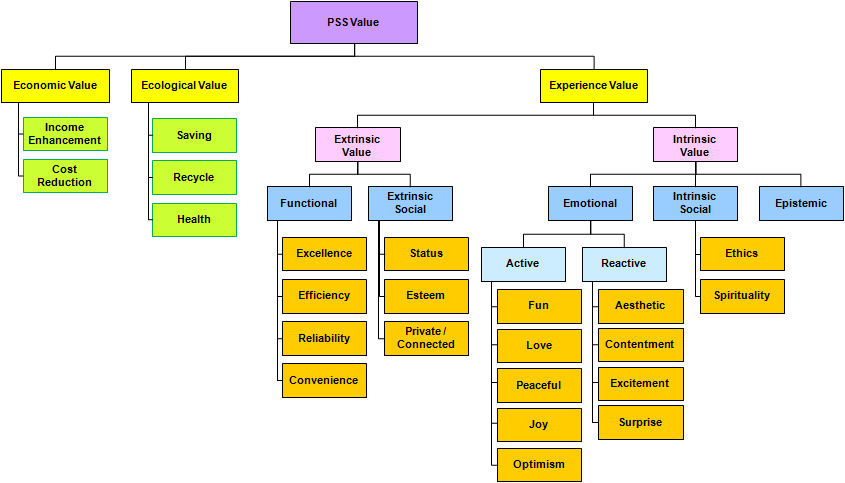 PSS Value
Economic Value
Ecological Value
Experience Value
Income
Enhancement
Cost
Reduction
Saving
Recycle
Health
Extrinsic
Value
Intrinsic
Value
Functional
Extrinsic
Social
Emotional
Intrinsic
Social
Epistemic
Excellence
Efficiency
Reliability
Convenience
Status
Esteem
Private /
Connected
Active
Reactive
Fun
Love
Peaceful
Joy
Optimism
Aesthetic
Contentment
Excitement
Surprise
Ethics
Spirituality